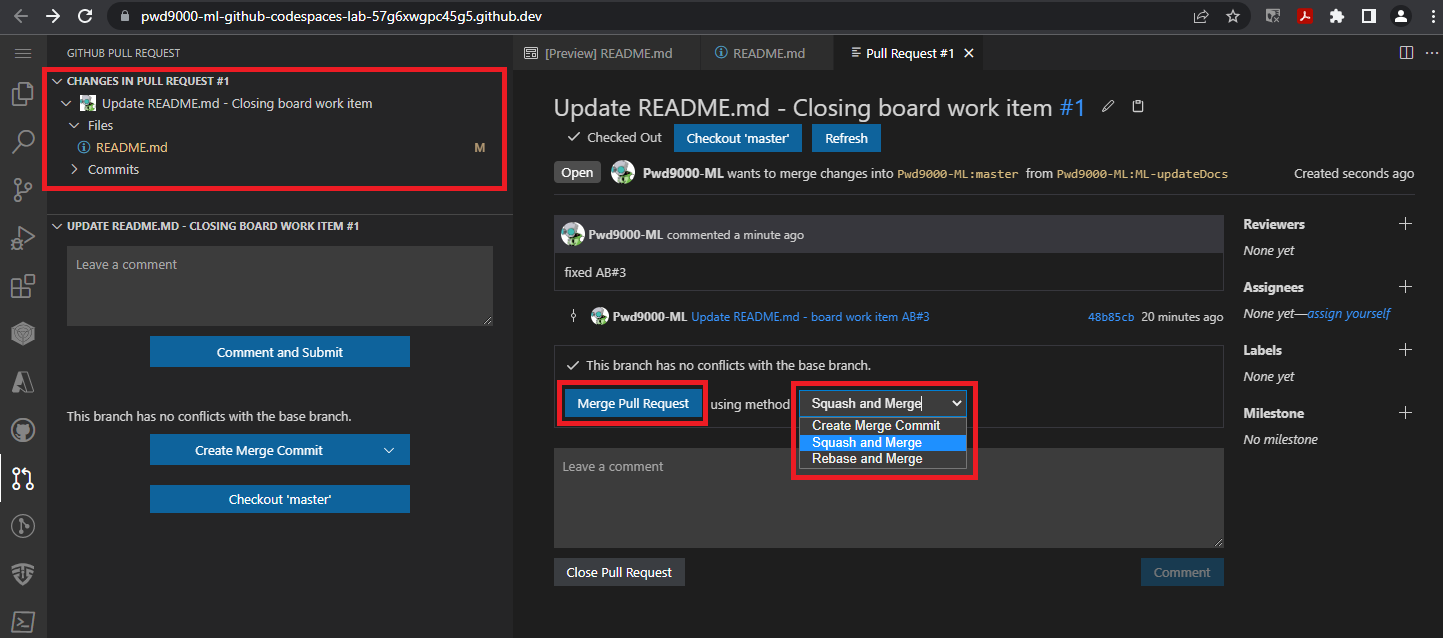 pwd9000-ml-github-codespaces-lab-57g6xwgpc45g5.github.dev
GITHUB PULL REQUEST
CHANGES IN PULL REQUEST #1
Update README.md - Closing board work item
Files
README.md M
Commits
UPDATE README.MD - CLOSING BOARD WORK ITEM #1
Leave a comment
Comment and Submit
This branch has no conflicts with the base branch.
Create Merge Commit
Checkout 'master'
[Preview] README.md
README.md
Pull Request #1
Update README.md - Closing board work item #1
Checked Out
Checkout 'master'
Refresh
Open
Pwd9000-ML wants to merge changes into Pwd9000-ML:master from Pwd9000-ML:ML-updateDocs
Created seconds ago
Pwd9000-ML commented a minute ago
fixed AB#3
Pwd9000-ML Update README.md - board work item AB#3 48b85cb 20 minutes ago
This branch has no conflicts with the base branch.
Merge Pull Request using method Squash and Merge
Create Merge Commit
Squash and Merge
Rebase and Merge
Leave a comment
Close Pull Request
Comment
Reviewers
None yet
Assignees
None yet—assign yourself
Labels
None yet
Milestone
No milestone